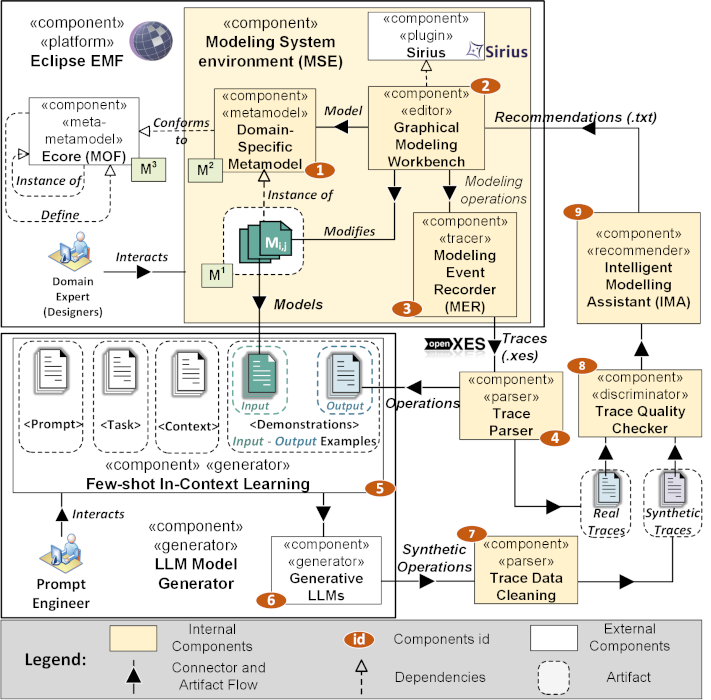 «component»
«platform»
Eclipse EMF
«component»
Modeling System
environment (MSE)
«component»
«plugin»
Sirius
Sirius
«component»
«meta-
metamodel»
Ecore (MOF)
M³
Conforms
to
«component»
«metamodel»
Domain-
Specific
Metamodel
M²
1
Model
2
«component»
«editor»
Graphical
Modeling
Workbench
Recommendations (.txt)
Instance of
Define
Instance of
Modeling
operations
Modifies
Mi,j
M¹
Interacts
Domain
Expert
(Designers)
Models
«component»
«tracer»
Modeling
Event
Recorder
(MER)
3
9
«component»
«recommender»
Intelligent
Modelling
Assistant (IMA)
openXES
Traces
(.xes)
<Prompt>
<Task>
<Context>
Input
Output
<Demonstrations>
Input - Output Examples
Operations
«component»
«parser»
Trace
Parser
4
8
«component»
«discriminator»
Trace Quality
Checker
«component» «generator»
Few-shot In-Context Learning
5
Real
Traces
Synthetic
Traces
Interacts
Prompt
Engineer
«component»
«generator»
LLM Model
Generator
«component»
«generator»
Generative
LLMs
6
Synthetic
Operations
7
«component»
«parser»
Trace Data
Cleaning
Legend:
Internal
Components
id
Components id
External
Components
Connector and
Artifact Flow
Dependencies
Artifact